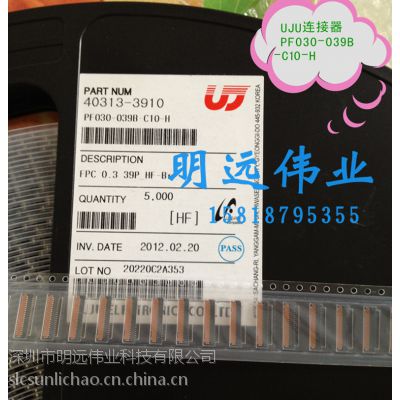 UJU连接器
PF030-039B
-C10-H
PART NUM
40313-3910
PF030-039B-C10-H
DESCRIPTION
FPC 0.3 39P HF-B
QUANTITY
5,000
[HF]
INV. DATE
2012.02.20
PASS
LOT NO
20220C2A353
明远伟业
15818795355
深圳市明远伟业科技有限公司
slcsunlichao.cn.china.cn